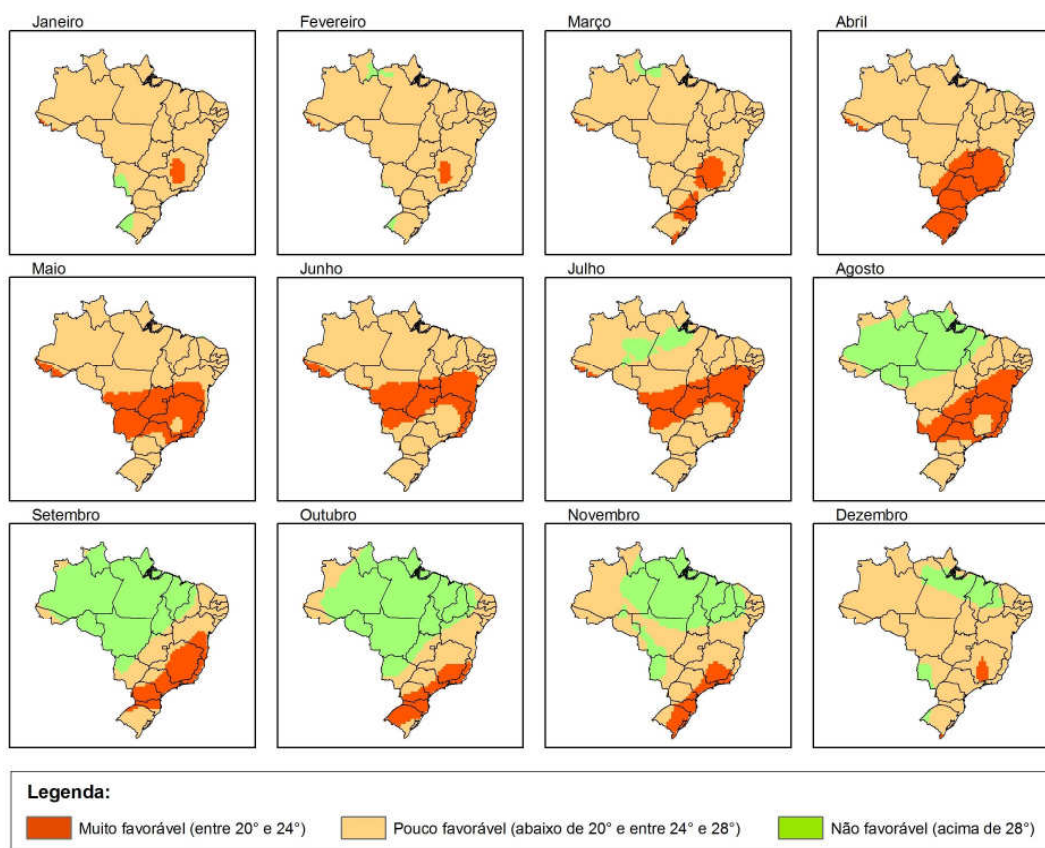 Janeiro
Fevereiro
Março
Abril
Maio
Junho
Julho
Agosto
Setembro
Outubro
Novembro
Dezembro
Legenda:
Muito favorável (entre 20° e 24°)
Pouco favorável (abaixo de 20° e entre 24° e 28°)
Não favorável (acima de 28°)